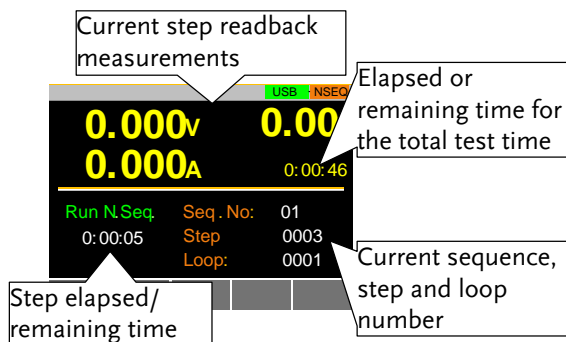 Current step readback
measurements
USB NSEQ
Elapsed or
remaining time for
the total test time
0.000V 0.00
0.000A 0:00:46
Run N.Seq. Seq. No: 01
0:00:05 Step 0003
Loop: 0001
Current sequence,
step and loop
number
Step elapsed/
remaining time